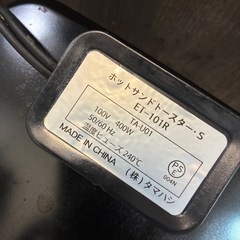 ホットサンドトースター・S
ET-101R
TA-U01
100V 400W
50/60Hz
温度ヒューズ240℃
MADE IN CHINA
(株)タマハシ
PS
E